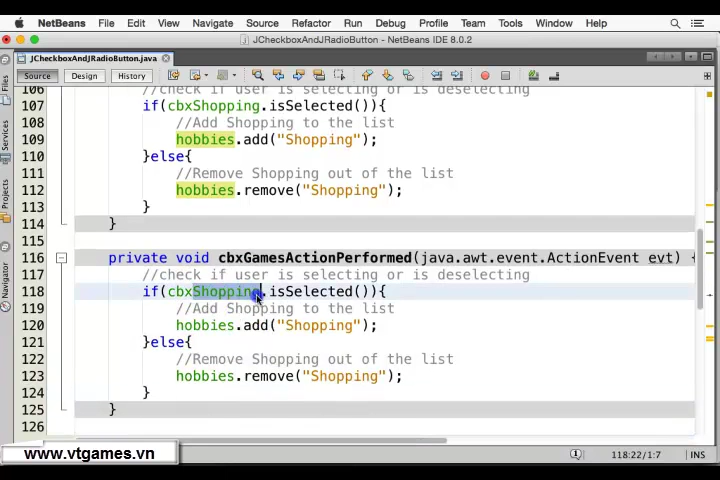 NetBeans File Edit View Navigate Source Refactor Run Debug Profile Team Tools Window Help
JCheckboxAndJRadioButton.java - NetBeans IDE 8.0.2
JCheckboxAndJRadioButton.java
Source Design History
Files
Services
Projects
Navigator
106 //check if user is selecting or is deselecting
107 if(cbxShopping.isSelected()){
108 //Add Shopping to the list
109 hobbies.add("Shopping");
110 }else{
111 //Remove Shopping out of the list
112 hobbies.remove("Shopping");
113 }
114 }
115
116 private void cbxGamesActionPerformed(java.awt.event.ActionEvent evt) {
117 //check if user is selecting or is deselecting
118 if(cbxShopping.isSelected()){
119 //Add Shopping to the list
120 hobbies.add("Shopping");
121 }else{
122 //Remove Shopping out of the list
123 hobbies.remove("Shopping");
124 }
125 }
126
www.vtgames.vn
118:22/1:7 INS